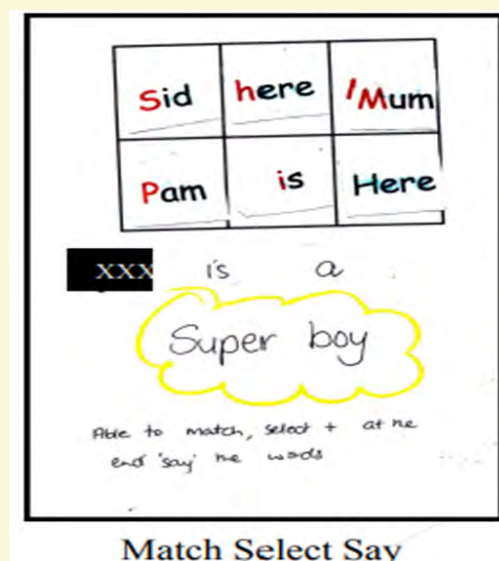 Sid here Mum
Pam is Here
xxx is a
Super boy
Able to match, select + at the
end 'say' the words
Match Select Say